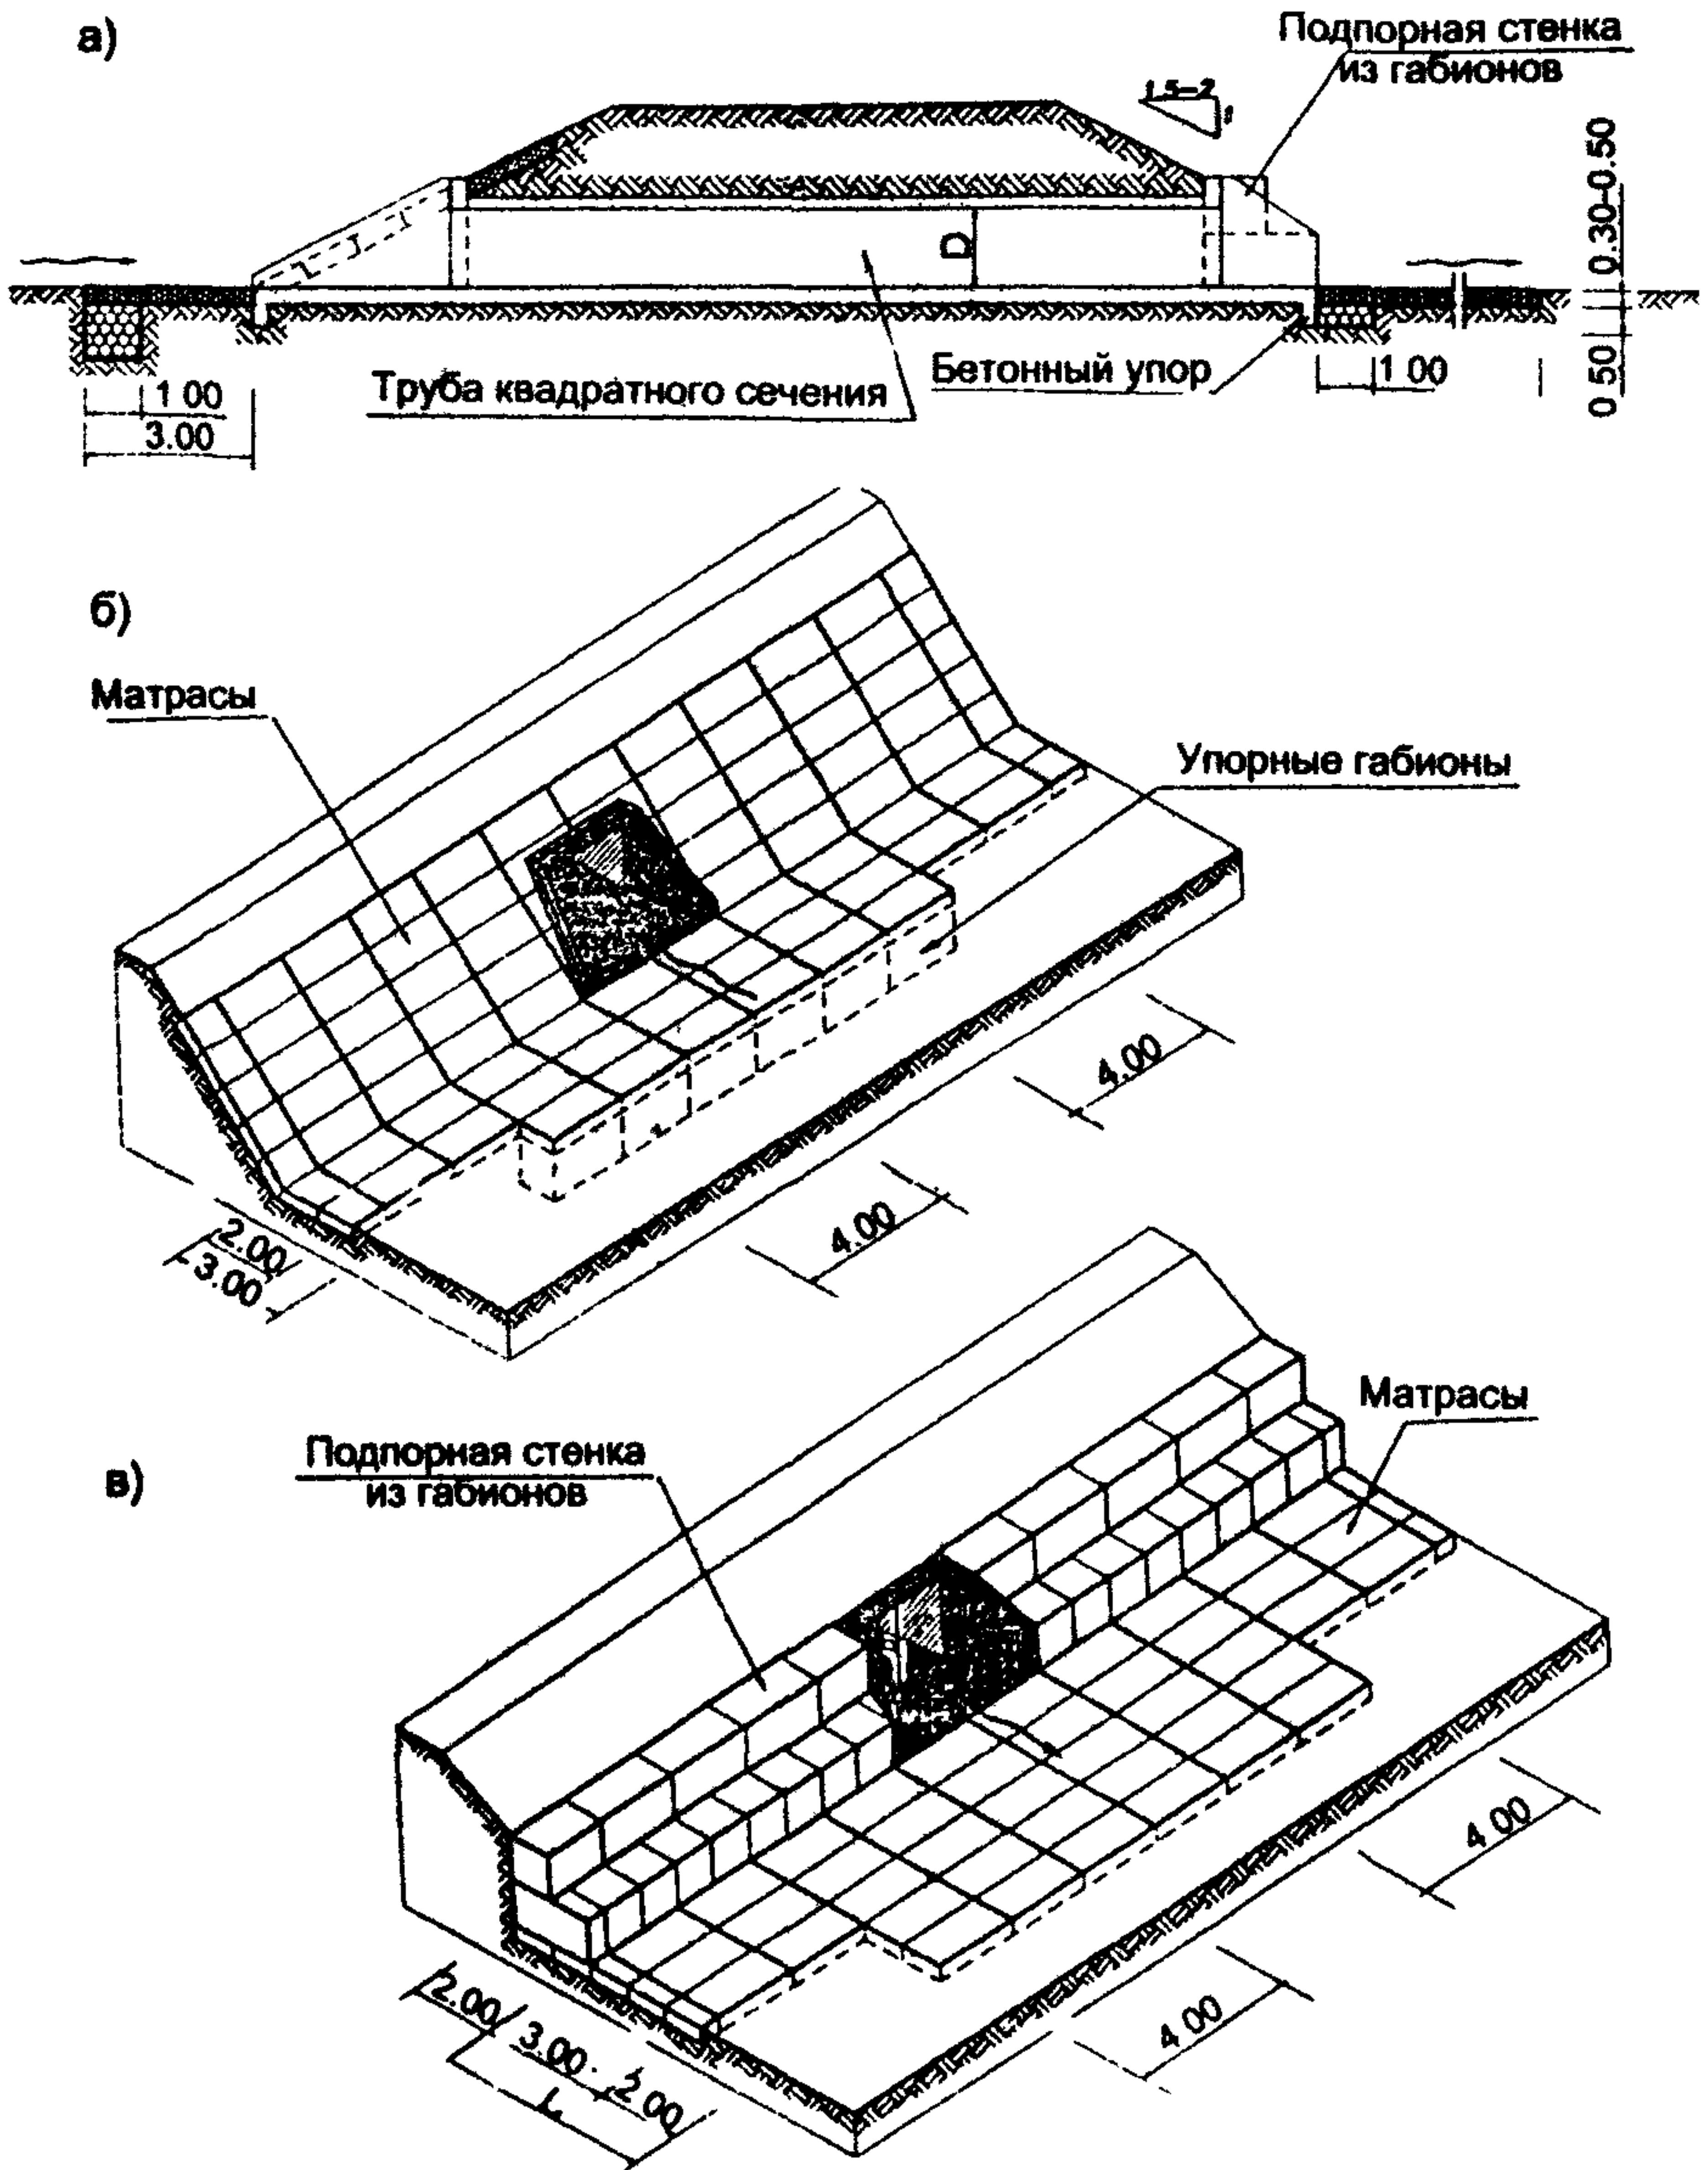 а)
Подпорная стенка
из габионов
1.5–2
1
0.30–0.50
D
Труба квадратного сечения
Бетонный упор
1 00
3.00
1 00
0 50
б)
Матрасы
Упорные габионы
4.00
4.00
2.00
3.00
Матрасы
Подпорная стенка
из габионов
в)
4 00
4 00
2.00
3.00
2.00
L